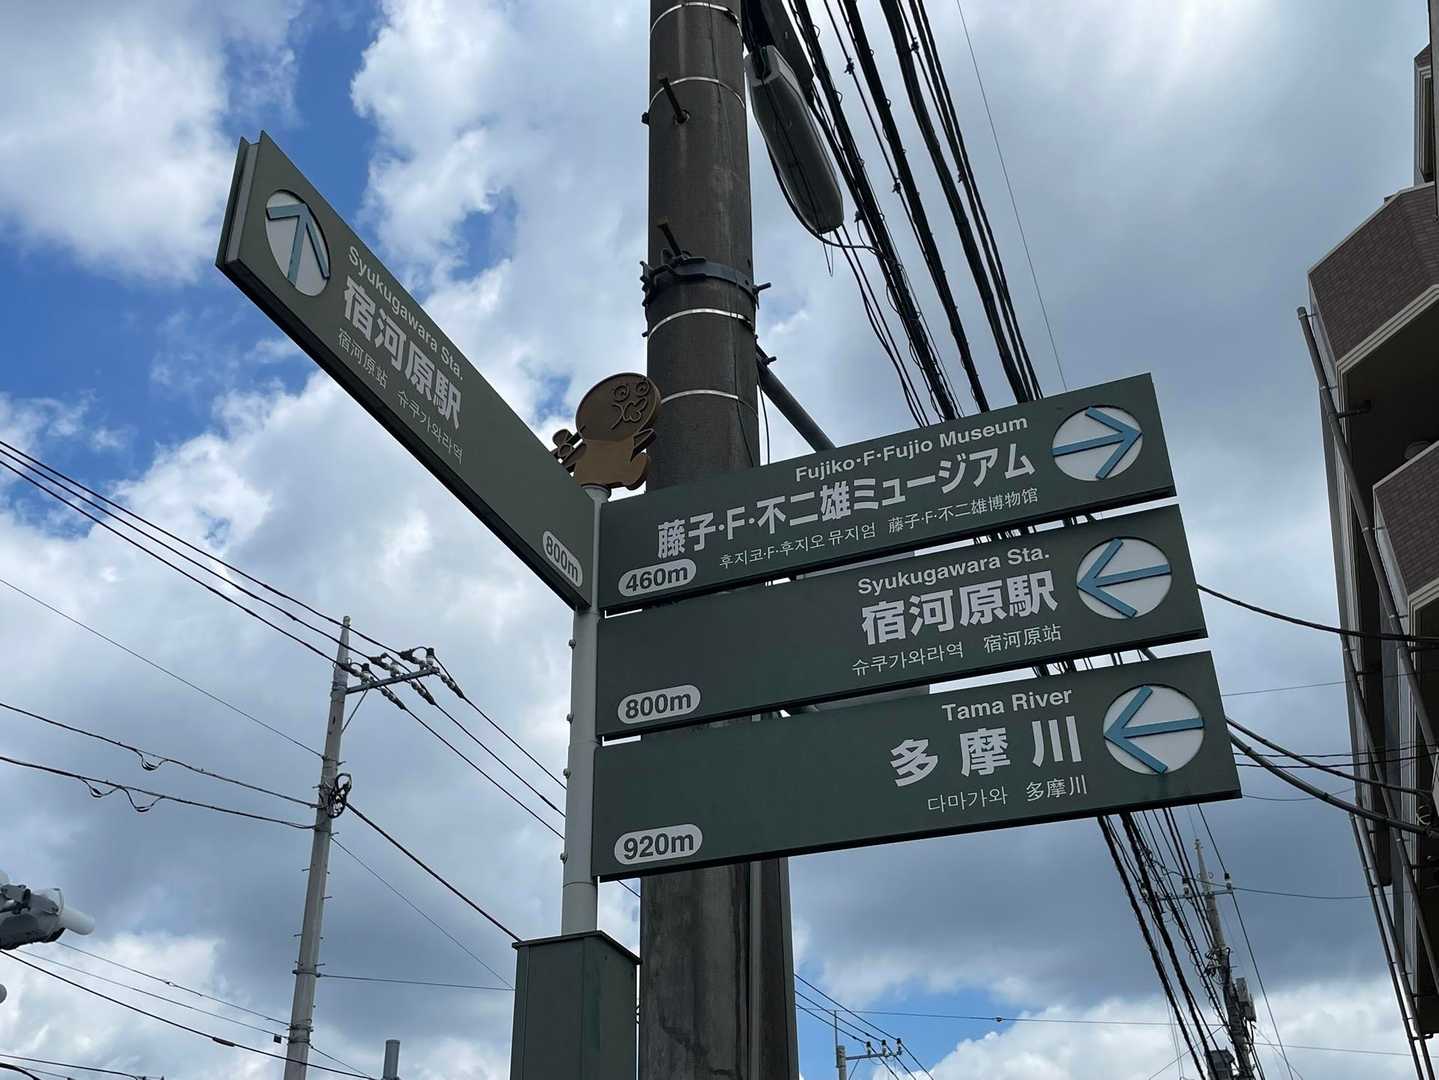 Syukugawara Sta.
宿河原駅
宿河原站 슈쿠가와라역
800m
Fujiko·F·Fujio Museum
藤子·F·不二雄ミュージアム
후지코·F·후지오 뮤지엄 藤子·F·不二雄博物馆
460m
Syukugawara Sta.
宿河原駅
슈쿠가와라역 宿河原站
800m
Tama River
多摩川
다마가와 多摩川
920m